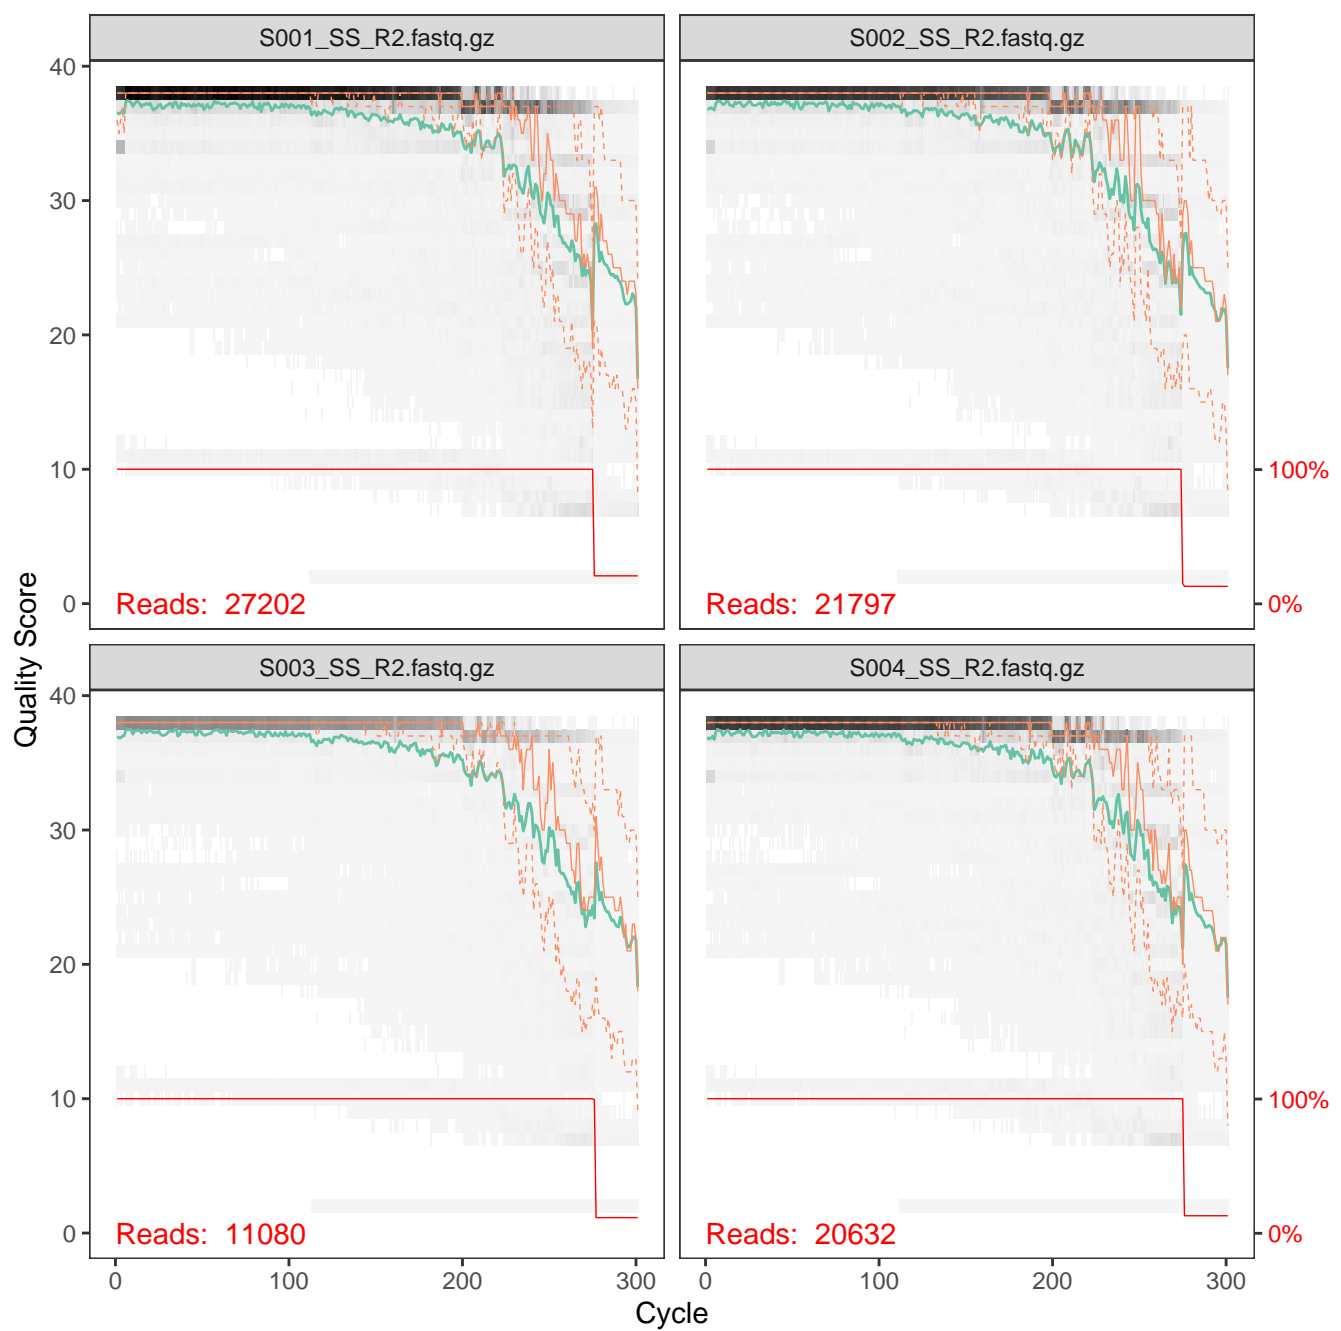 S001_SS_R2.fastq.gz
S002_SS_R2.fastq.gz
40
30
20
10
0
Reads: 27202
Reads: 21797
100%
0%
S003_SS_R2.fastq.gz
S004_SS_R2.fastq.gz
40
30
20
10
0
Reads: 11080
Reads: 20632
100%
0%
0 100 200 300
0 100 200 300
Quality Score
Cycle